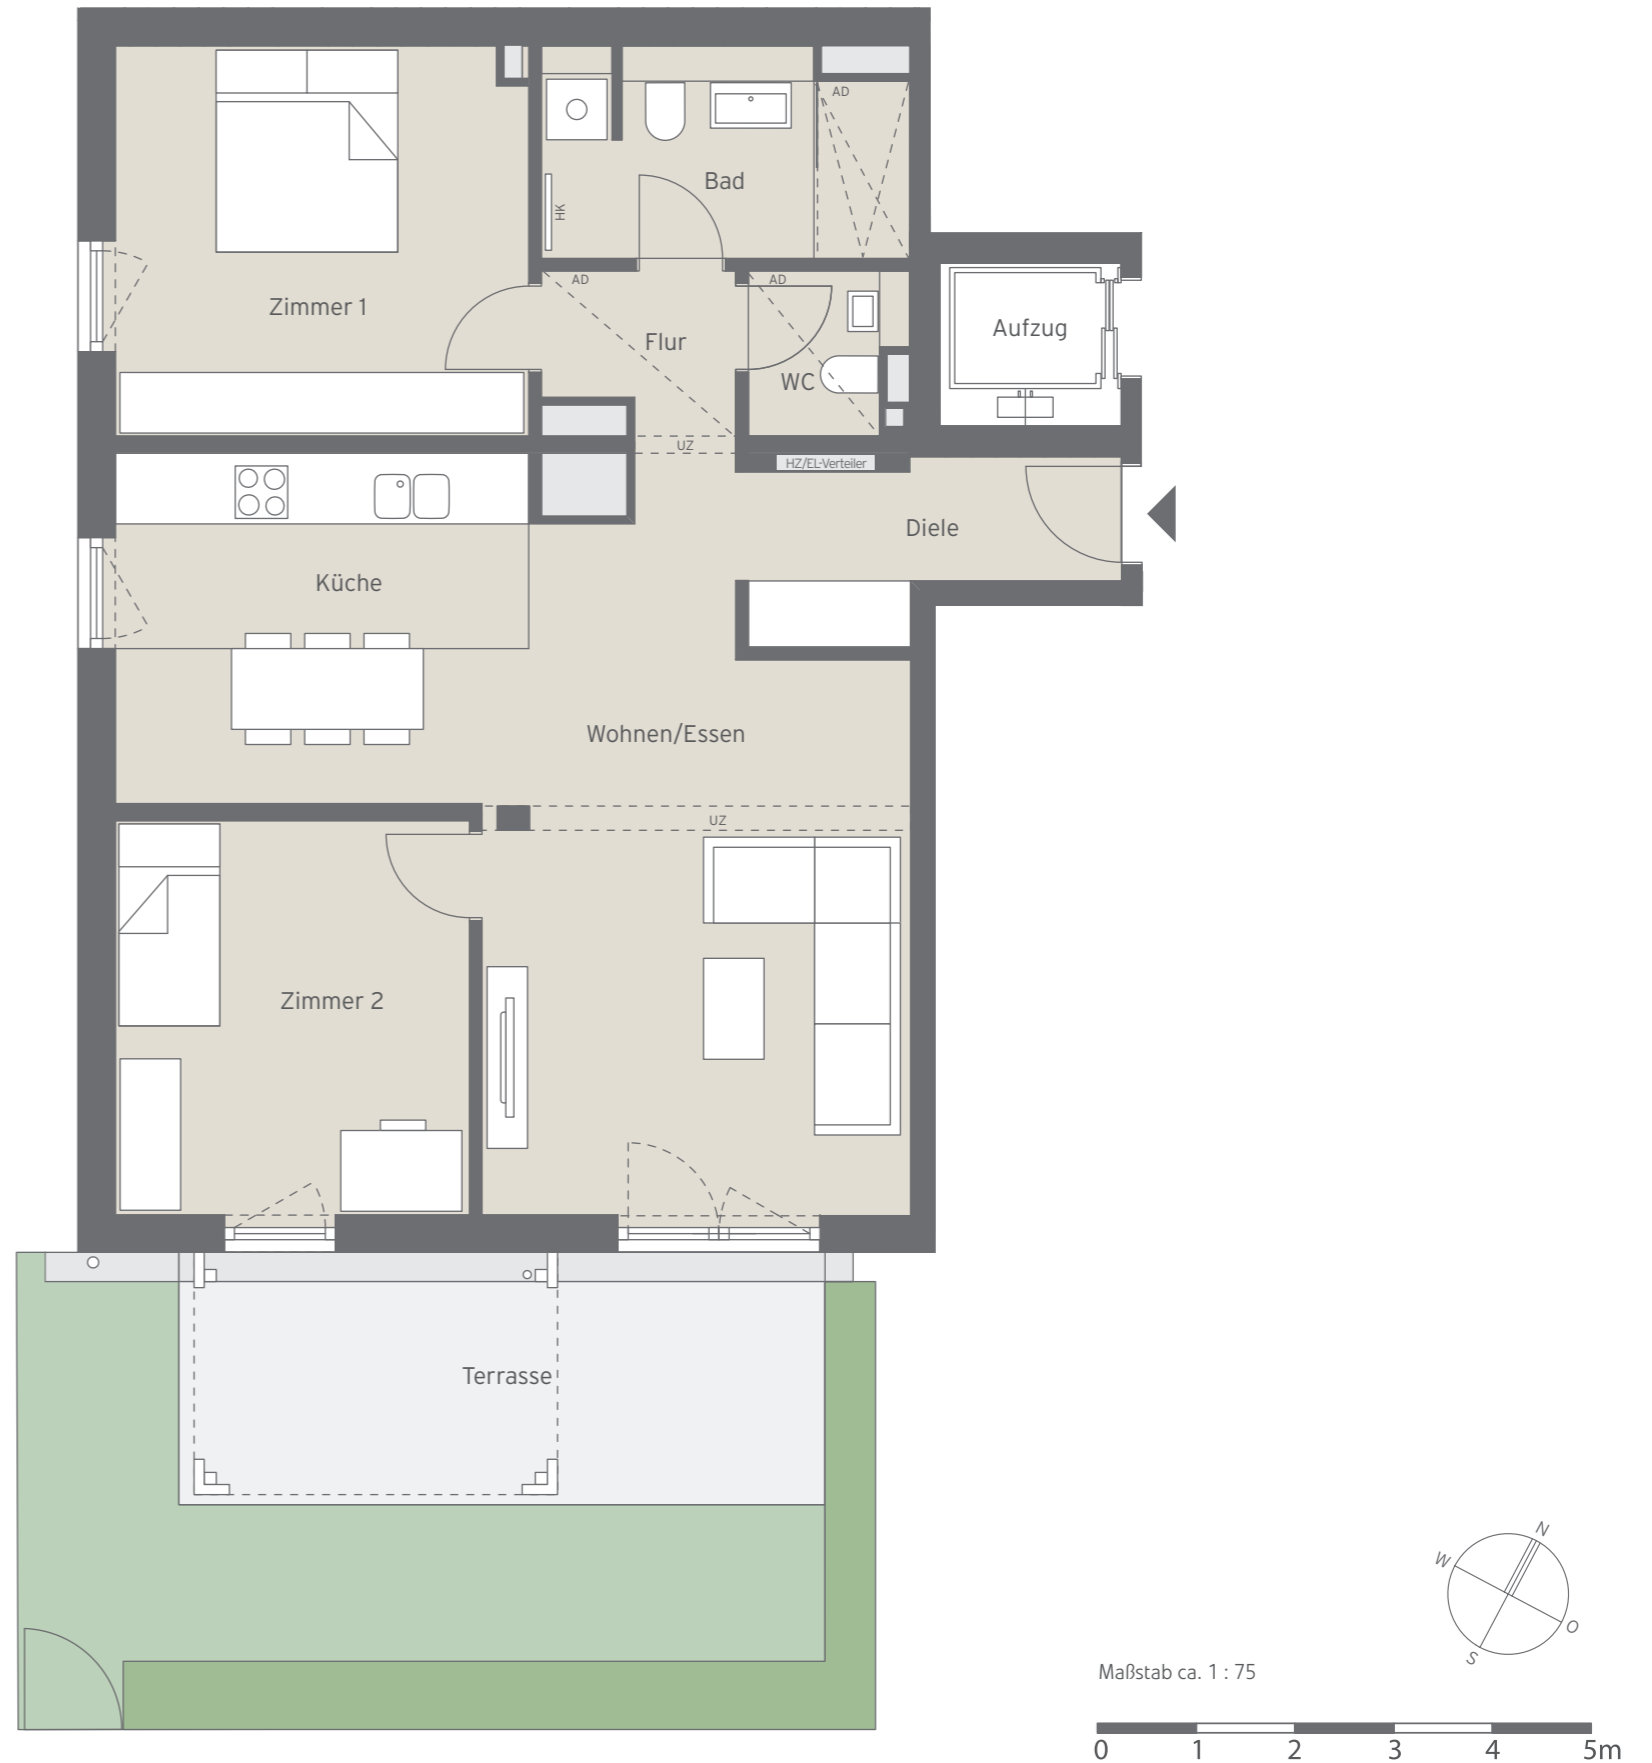 AD
Bad
HK
AD
AD
Zimmer 1
Flur
Aufzug
WC
UZ
HZ/EL-Verteiler
Diele
Küche
Wohnen/Essen
UZ
Zimmer 2
Terrasse
N
W
O
S
Maßstab ca. 1 : 75
0 1 2 3 4 5m